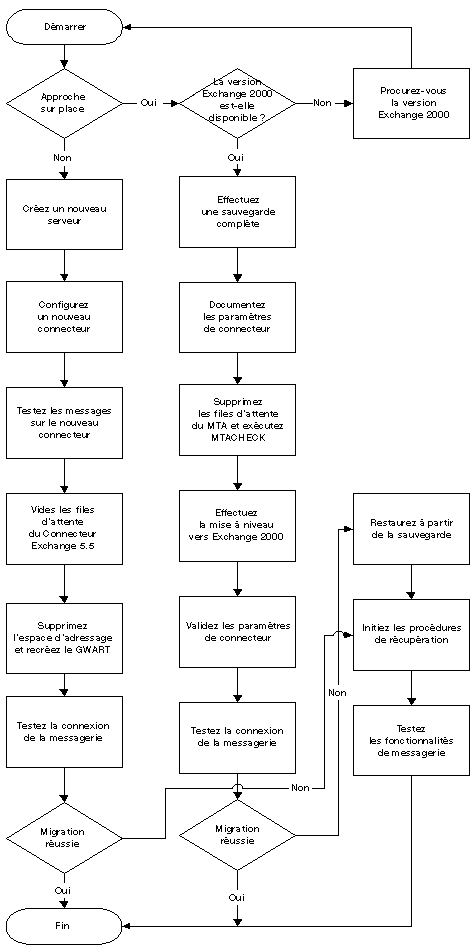 Démarrer
Approche
sur place
Oui
La version
Exchange 2000
est-elle
disponible ?
Non
Procurez-vous
la version
Exchange 2000
Non
Oui
Créez un nouveau
serveur
Effectuez
une sauvegarde
complète
Configurez
un nouveau
connecteur
Documentez
les paramètres
de connecteur
Testez les messages
sur le nouveau
connecteur
Supprimez
les files d'attente
du MTA et exécutez
MTACHECK
Vides les files
d'attente
du Connecteur
Exchange 5.5
Effectuez
la mise à niveau
vers Exchange 2000
Restaurez à partir
de la sauvegarde
Supprimez
l'espace d'adressage
et recréez le GWART
Validez les paramètres
de connecteur
Initiez les procédures
de récupération
Non
Testez la connexion
de la messagerie
Testez la connexion
de la messagerie
Testez
les fonctionnalités
de messagerie
Non
Migration
réussie
Migration
réussie
Oui
Oui
Fin